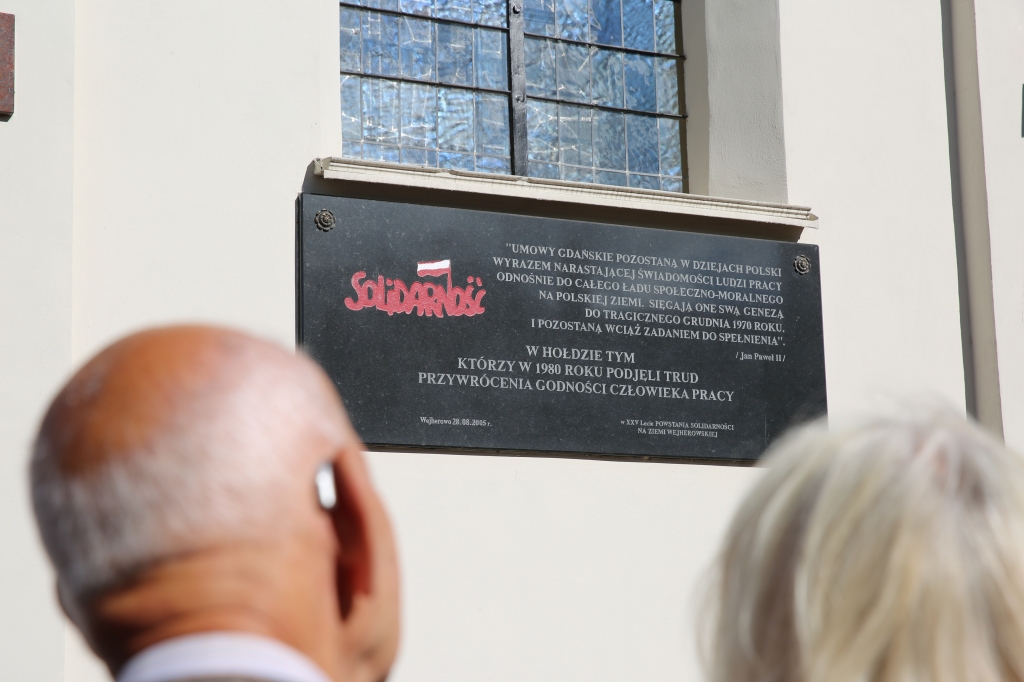 SOLIDARNOŚĆ
"UMOWY GDAŃSKIE POZOSTANĄ W DZIEJACH POLSKI
WYRAZEM NARASTAJĄCEJ ŚWIADOMOŚCI LUDZI PRACY
ODNOŚNIE DO CAŁEGO ŁADU SPOŁECZNO-MORALNEGO
NA POLSKIEJ ZIEMI. SIĘGAJĄ ONE SWĄ GENEZĄ
DO TRAGICZNEGO GRUDNIA 1970 ROKU.
I POZOSTANĄ WCIĄŻ ZADANIEM DO SPEŁNIENIA".
/ Jan Paweł II /
W HOŁDZIE TYM
KTÓRZY W 1980 ROKU PODJĘLI TRUD
PRZYWRÓCENIA GODNOŚCI CZŁOWIEKA PRACY
Wejherowo 28.08.2005 r.
w XXV Lecie POWSTANIA SOLIDARNOŚCI
NA ZIEMI WEJHEROWSKIEJ